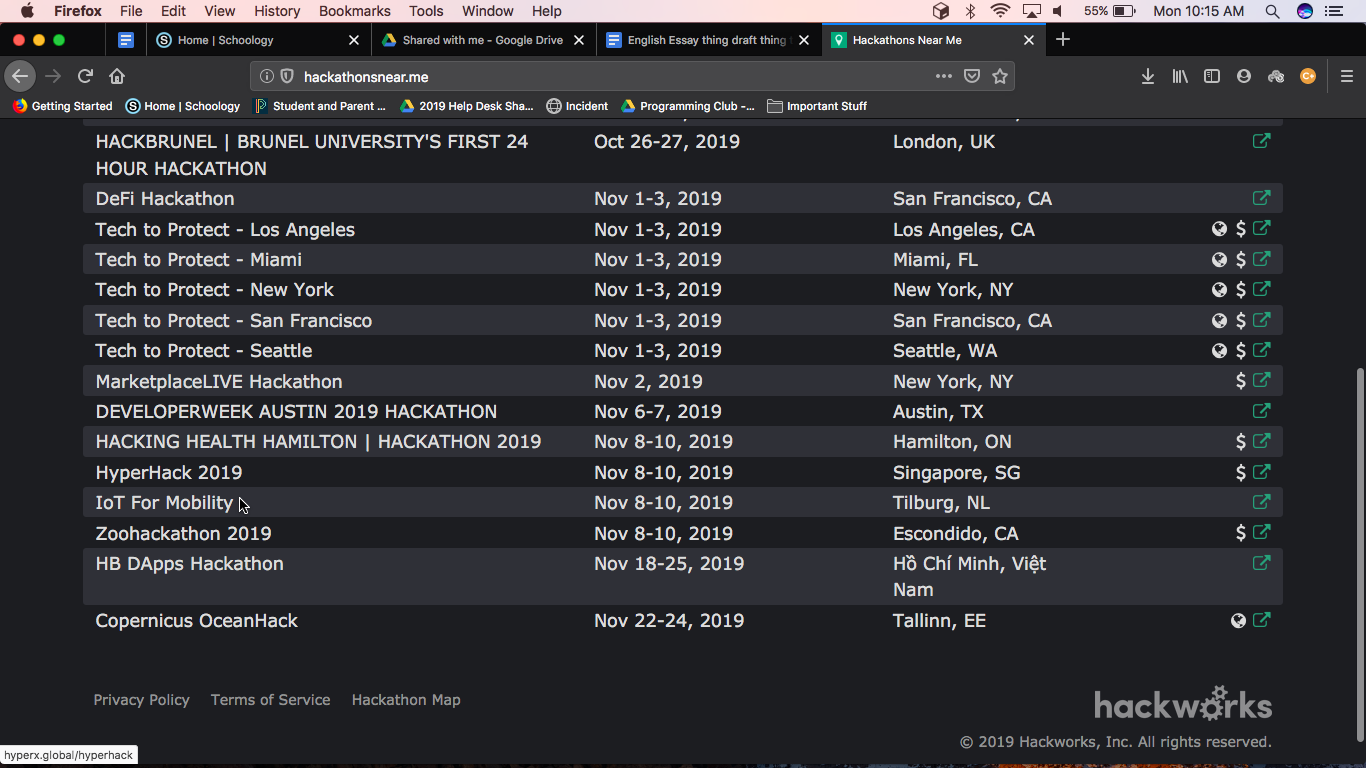 Firefox File Edit View History Bookmarks Tools Window Help 55% Mon 10:15 AM
Home | Schoology Shared with me - Google Drive English Essay thing draft thing Hackathons Near Me
hackathonsnear.me
Getting Started Home | Schoology Student and Parent ... 2019 Help Desk Sha... Incident Programming Club -... Important Stuff
HACKBRUNEL | BRUNEL UNIVERSITY'S FIRST 24 Oct 26-27, 2019 London, UK
HOUR HACKATHON
DeFi Hackathon Nov 1-3, 2019 San Francisco, CA
Tech to Protect - Los Angeles Nov 1-3, 2019 Los Angeles, CA $
Tech to Protect - Miami Nov 1-3, 2019 Miami, FL $
Tech to Protect - New York Nov 1-3, 2019 New York, NY $
Tech to Protect - San Francisco Nov 1-3, 2019 San Francisco, CA $
Tech to Protect - Seattle Nov 1-3, 2019 Seattle, WA $
MarketplaceLIVE Hackathon Nov 2, 2019 New York, NY $
DEVELOPERWEEK AUSTIN 2019 HACKATHON Nov 6-7, 2019 Austin, TX
HACKING HEALTH HAMILTON | HACKATHON 2019 Nov 8-10, 2019 Hamilton, ON $
HyperHack 2019 Nov 8-10, 2019 Singapore, SG $
IoT For Mobility Nov 8-10, 2019 Tilburg, NL
Zoohackathon 2019 Nov 8-10, 2019 Escondido, CA $
HB DApps Hackathon Nov 18-25, 2019 Hồ Chí Minh, Việt
Nam
Copernicus OceanHack Nov 22-24, 2019 Tallinn, EE
Privacy Policy Terms of Service Hackathon Map hackworks
© 2019 Hackworks, Inc. All rights reserved.
hyperx.global/hyperhack